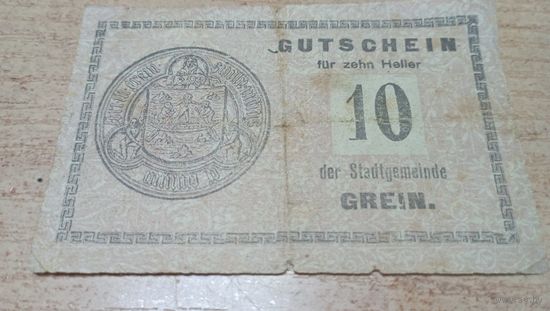 GUTSCHEIN
für zehn Heller
10
der Stadtgemeinde
GREIN.